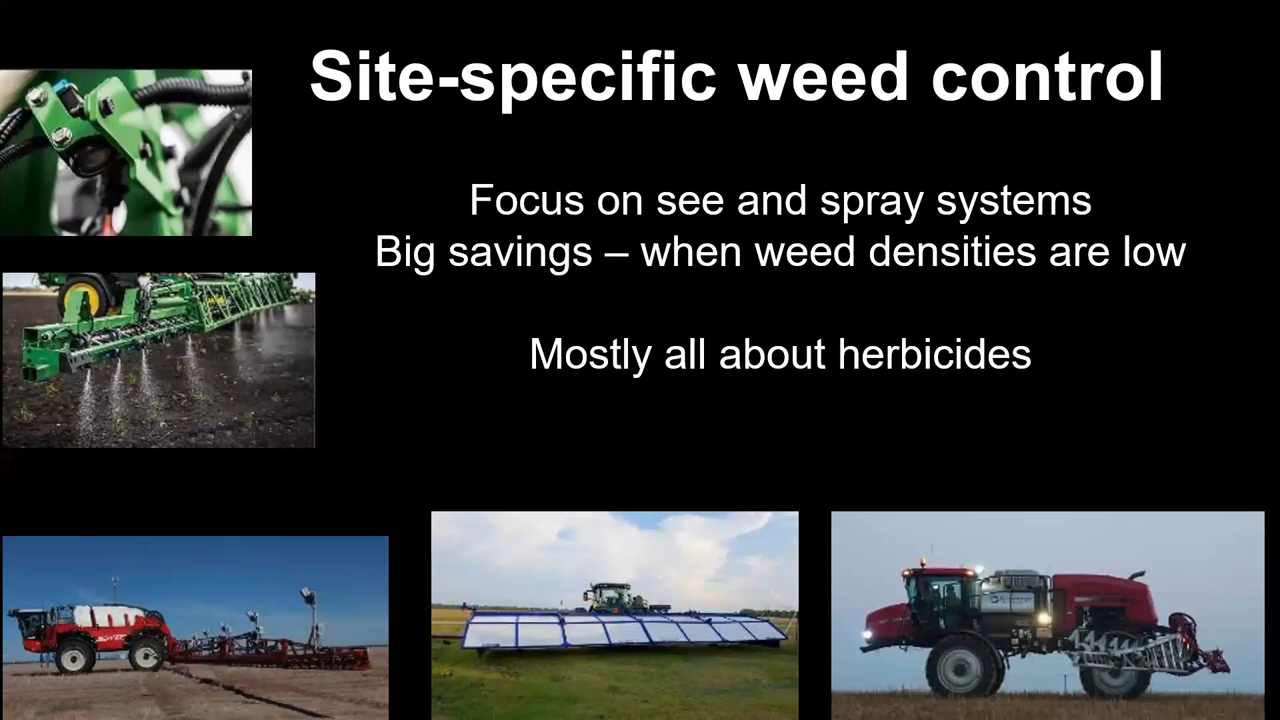 Site-specific weed control
Focus on see and spray systems
Big savings – when weed densities are low
Mostly all about herbicides